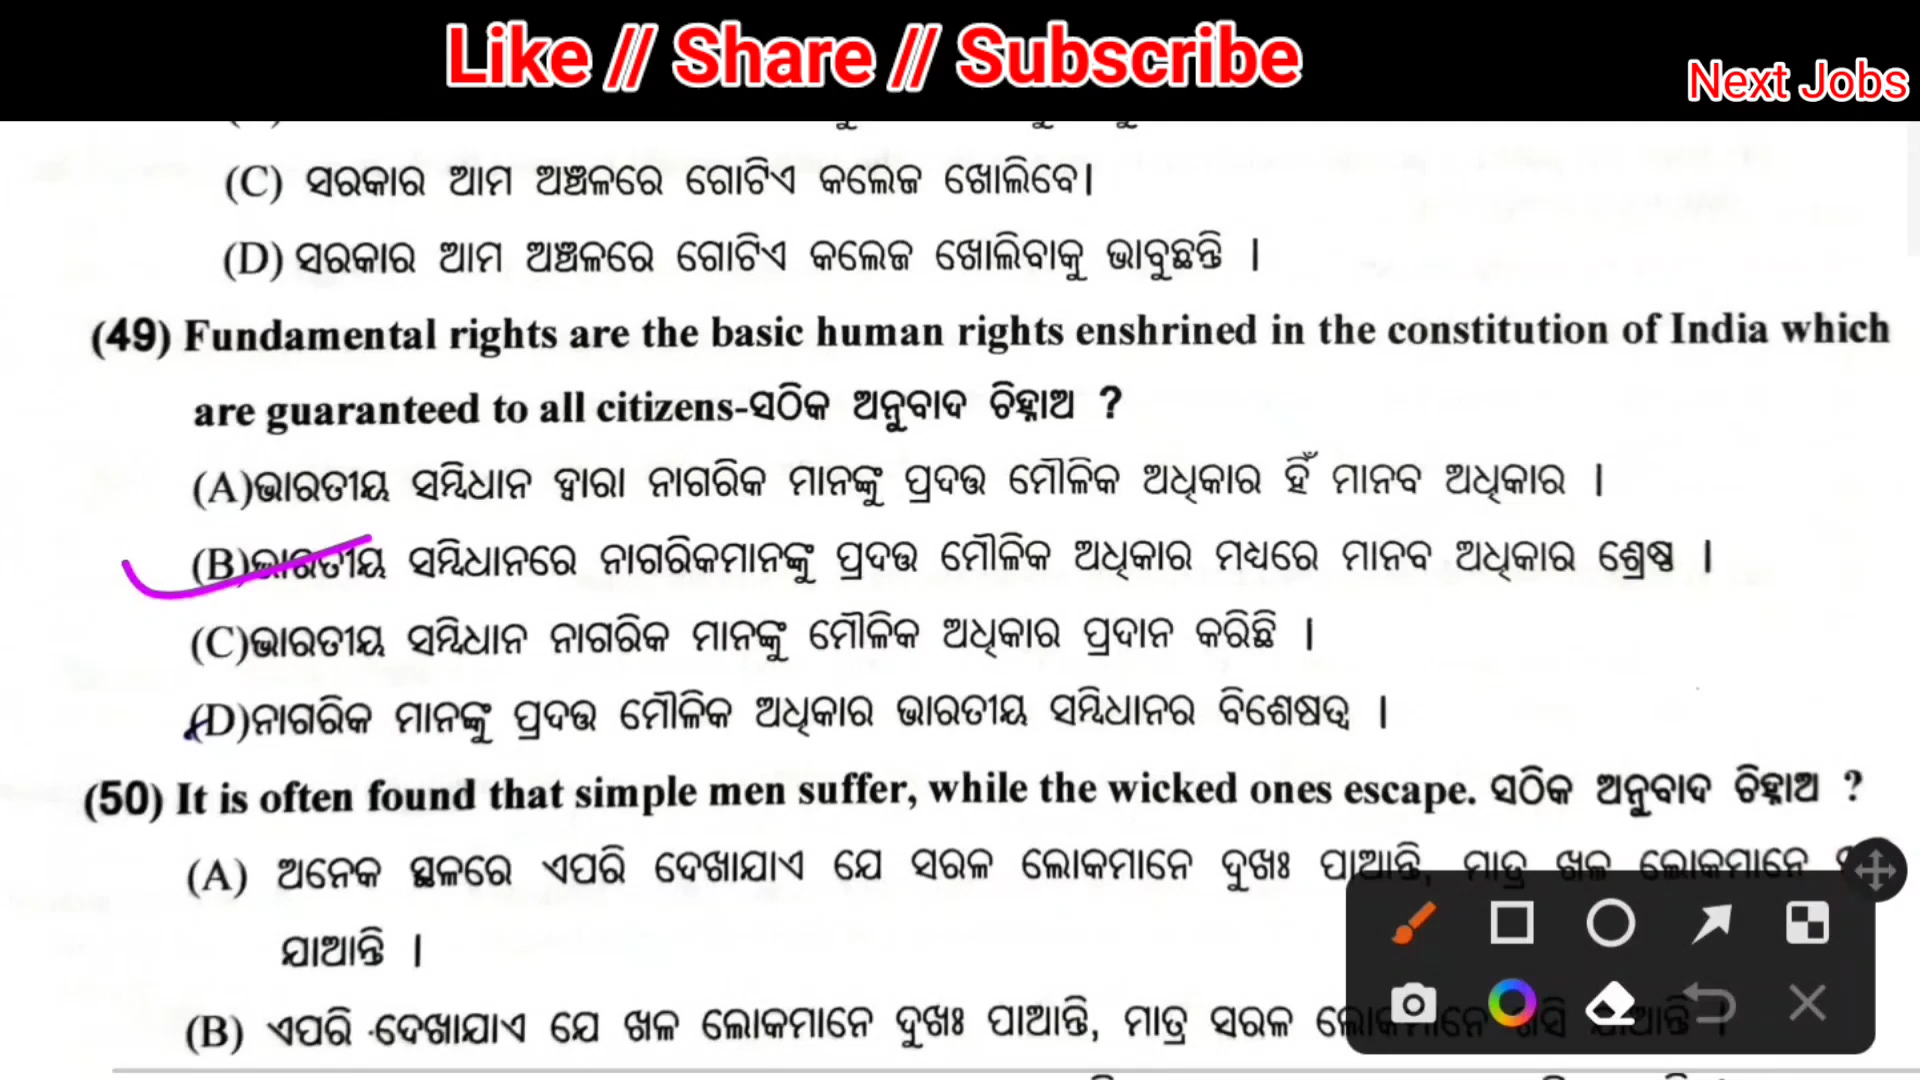 Like // Share // Subscribe
Next Jobs
(C) ସରକାର ଆମ ଅଞ୍ଚଳରେ ଗୋଟିଏ କଲେଜ ଖୋଲିବେ।
(D) ସରକାର ଆମ ଅଞ୍ଚଳରେ ଗୋଟିଏ କଲେଜ ଖୋଲିବାକୁ ଭାବୁଛନ୍ତି ।
(49) Fundamental rights are the basic human rights enshrined in the constitution of India which
are guaranteed to all citizens-ସଠିକ ଅନୁବାଦ ଚିହ୍ନାଅ ?
(A)ଭାରତୀୟ ସମ୍ବିଧାନ ଦ୍ୱାରା ନାଗରିକ ମାନଙ୍କୁ ପ୍ରଦତ୍ତ ମୌଳିକ ଅଧିକାର ହିଁ ମାନବ ଅଧିକାର ।
(B)ଭାରତୀୟ ସମ୍ବିଧାନରେ ନାଗରିକମାନଙ୍କୁ ପ୍ରଦତ୍ତ ମୌଳିକ ଅଧିକାର ମଧ୍ୟରେ ମାନବ ଅଧିକାର ଶ୍ରେଷ୍ଠ ।
(C)ଭାରତୀୟ ସମ୍ବିଧାନ ନାଗରିକ ମାନଙ୍କୁ ମୌଳିକ ଅଧିକାର ପ୍ରଦାନ କରିଛି ।
(D)ନାଗରିକ ମାନଙ୍କୁ ପ୍ରଦତ୍ତ ମୌଳିକ ଅଧିକାର ଭାରତୀୟ ସମ୍ବିଧାନର ବିଶେଷତ୍ୱ ।
(50) It is often found that simple men suffer, while the wicked ones escape. ସଠିକ ଅନୁବାଦ ଚିହ୍ନାଅ ?
(A) ଅନେକ ସ୍ଥଳରେ ଏପରି ଦେଖାଯାଏ ଯେ ସରଳ ଲୋକମାନେ ଦୁଖଃ ପାଆନ୍ତି, ମାତ୍ର ଖଳ ଲୋକମାନେ
ଯାଆନ୍ତି ।
(B) ଏପରି ଦେଖାଯାଏ ଯେ ଖଳ ଲୋକମାନେ ଦୁଖଃ ପାଆନ୍ତି, ମାତ୍ର ସରଳ ଲୋକମାନେ ଖସି ଯାଆନ୍ତି ।